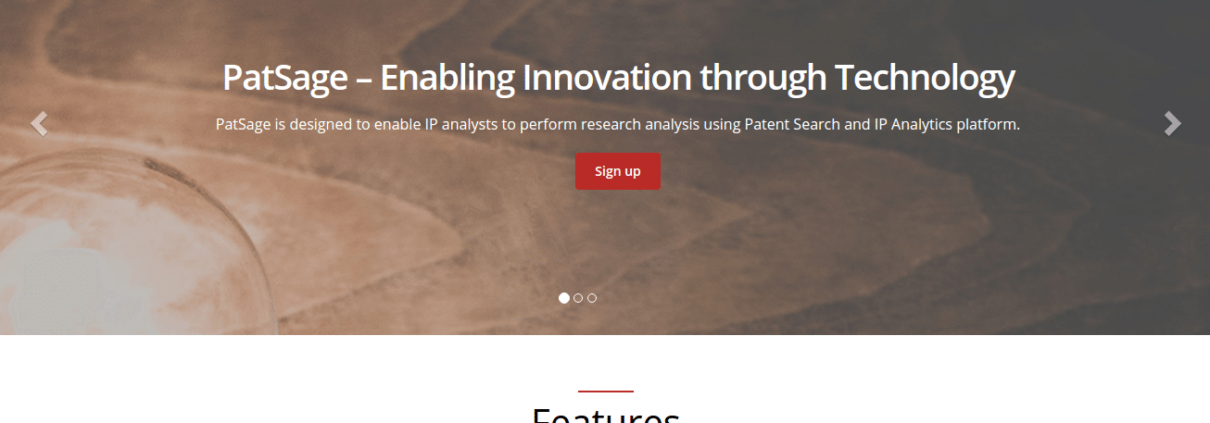 PatSage – Enabling Innovation through Technology
PatSage is designed to enable IP analysts to perform research analysis using Patent Search and IP Analytics platform.
Sign up
Features